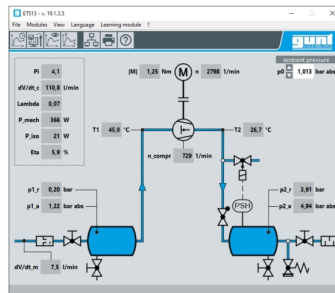 ET513 – v. 19.1.3.5
File Modules View Language Learning module ?
gunt
Ambient pressure
p0 1,013 bar abs
Pi 4,1
dV/dt_c 110,8 l/min
Lambda 0,07
P_mech 366 W
P_iso 21 W
Eta 5,9 %
|M| 1,25 Nm M n 2798 1/min
T1 45,0 °C
T2 26,7 °C
n_compr 729 1/min
PSH
p1_r 0,20 bar
p1_a 1,22 bar abs
p2_r 3,91 bar
p2_a 4,94 bar abs
dV/dt_m 7,5 l/min